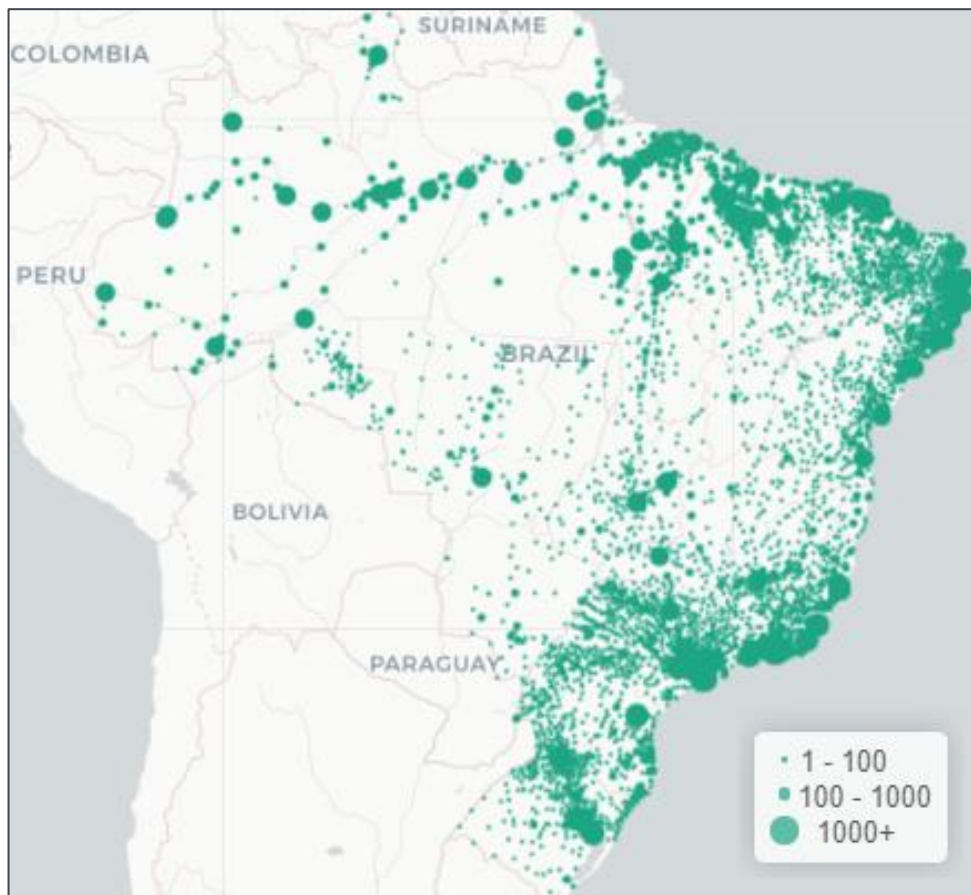 SURINAME
COLOMBIA
PERU
BRAZIL
BOLIVIA
PARAGUAY
1 - 100
100 - 1000
1000+